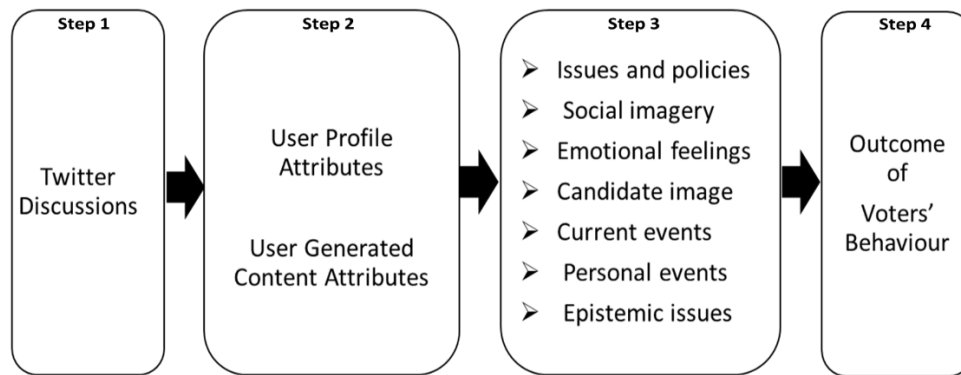 Step 1
Twitter
Discussions
Step 2
User Profile
Attributes
User Generated
Content Attributes
Step 3
Issues and policies
Social imagery
Emotional feelings
Candidate image
Current events
Personal events
Epistemic issues
Step 4
Outcome
of
Voters’
Behaviour